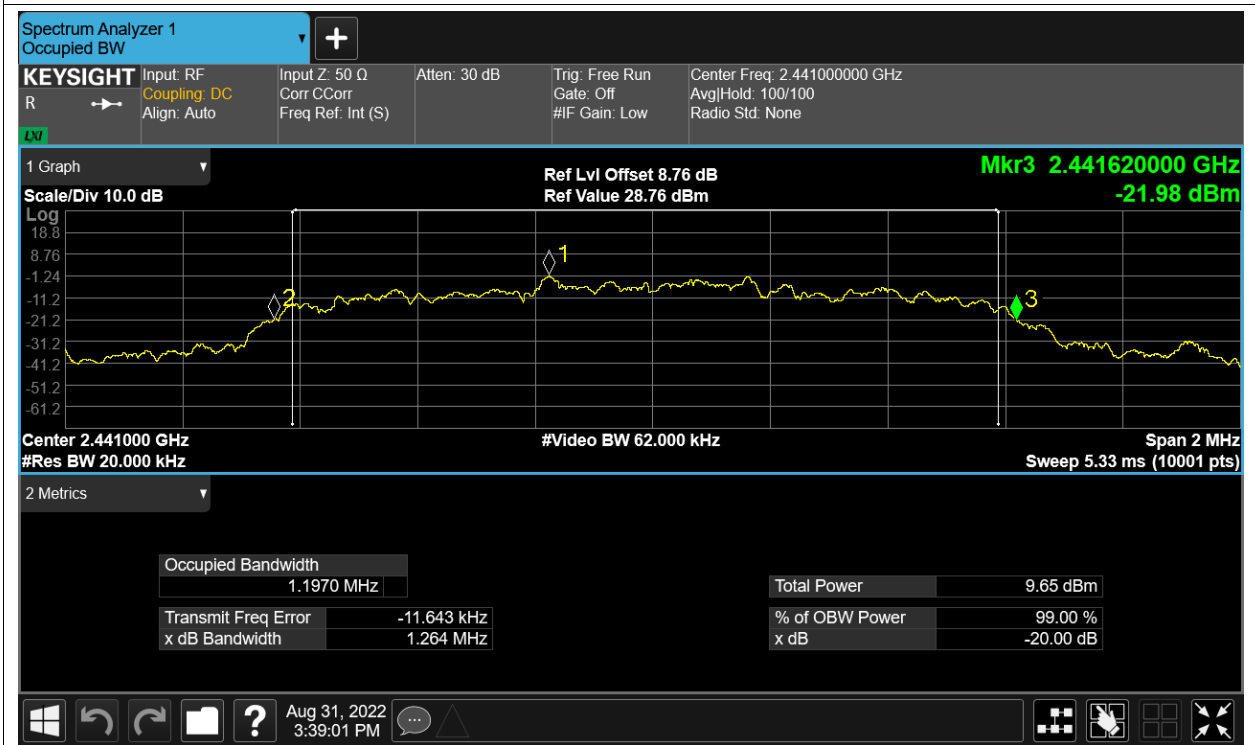 Spectrum Analyzer 1
Occupied BW
KEYSIGHT
R
LXI
Input: RF
Coupling: DC
Align: Auto
Input Z: 50 Ω
Corr CCorr
Freq Ref: Int (S)
Atten: 30 dB
Trig: Free Run
Gate: Off
#IF Gain: Low
Center Freq: 2.441000000 GHz
Avg|Hold: 100/100
Radio Std: None
1 Graph
Scale/Div 10.0 dB
Ref Lvl Offset 8.76 dB
Ref Value 28.76 dBm
Mkr3 2.441620000 GHz
-21.98 dBm
Log
18.8
8.76
-1.24
-11.2
-21.2
-31.2
-41.2
-51.2
-61.2
1
2
3
Center 2.441000 GHz
#Video BW 62.000 kHz
Span 2 MHz
#Res BW 20.000 kHz
Sweep 5.33 ms (10001 pts)
2 Metrics
Occupied Bandwidth
1.1970 MHz
Transmit Freq Error -11.643 kHz
x dB Bandwidth 1.264 MHz
Total Power 9.65 dBm
% of OBW Power 99.00 %
x dB -20.00 dB
?
Aug 31, 2022
3:39:01 PM